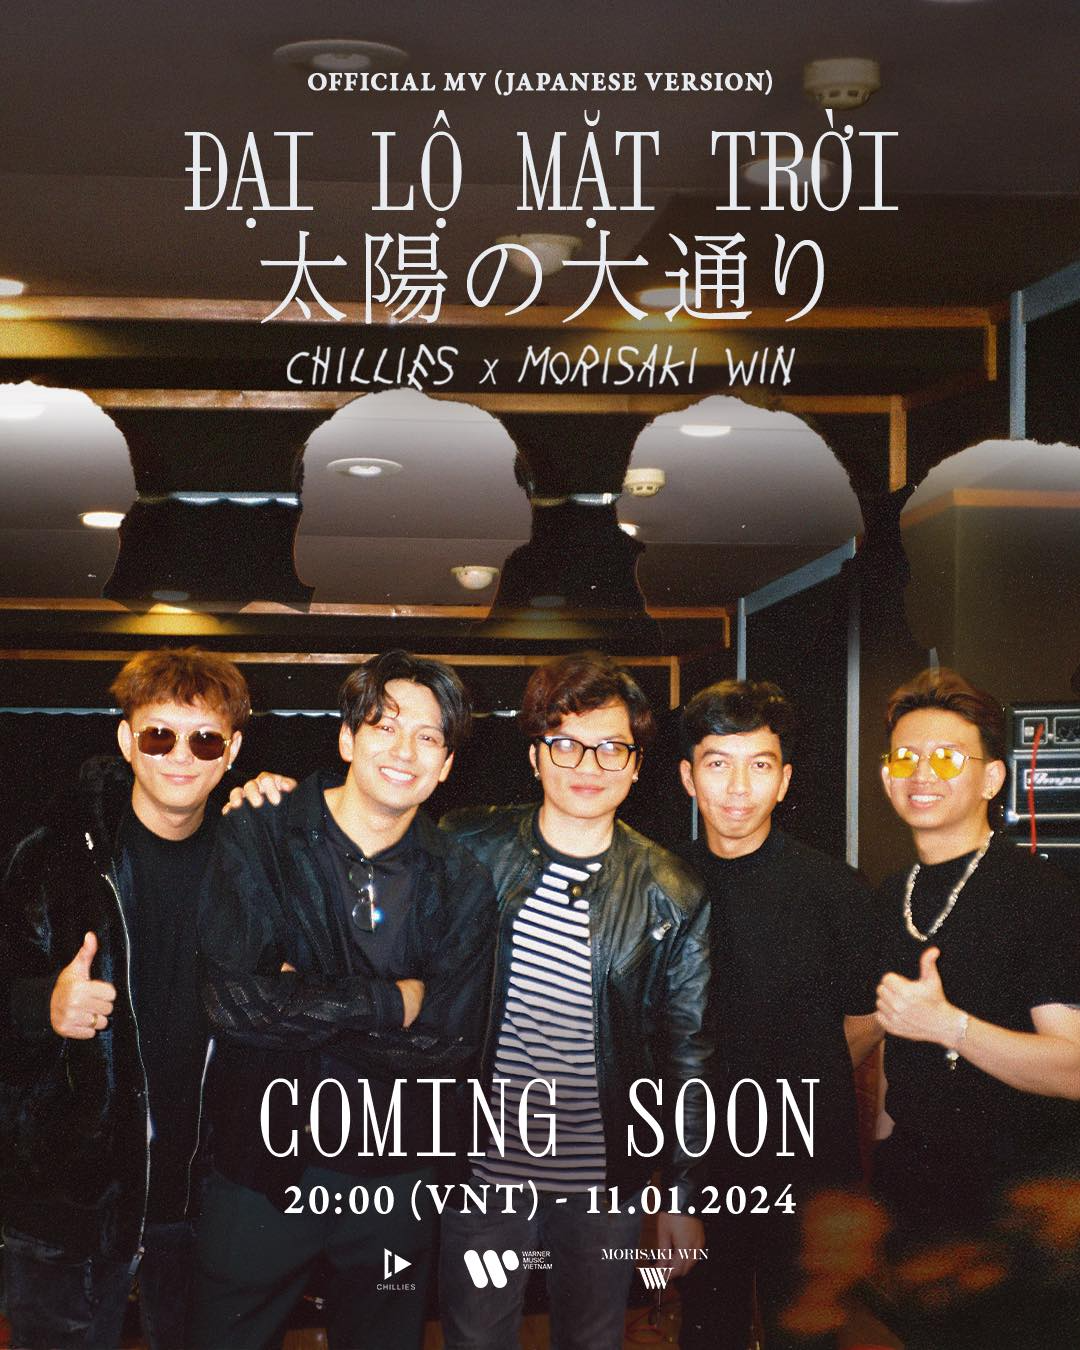 OFFICIAL MV (JAPANESE VERSION)
ĐẠI LỘ MẶT TRỜI
太陽の大通り
CHILLIES x MORISAKI WIN
Ampeg
COMING SOON
20:00 (VNT) - 11.01.2024
CHILLIES
WARNER
MUSIC
VIETNAM
MORISAKI WIN